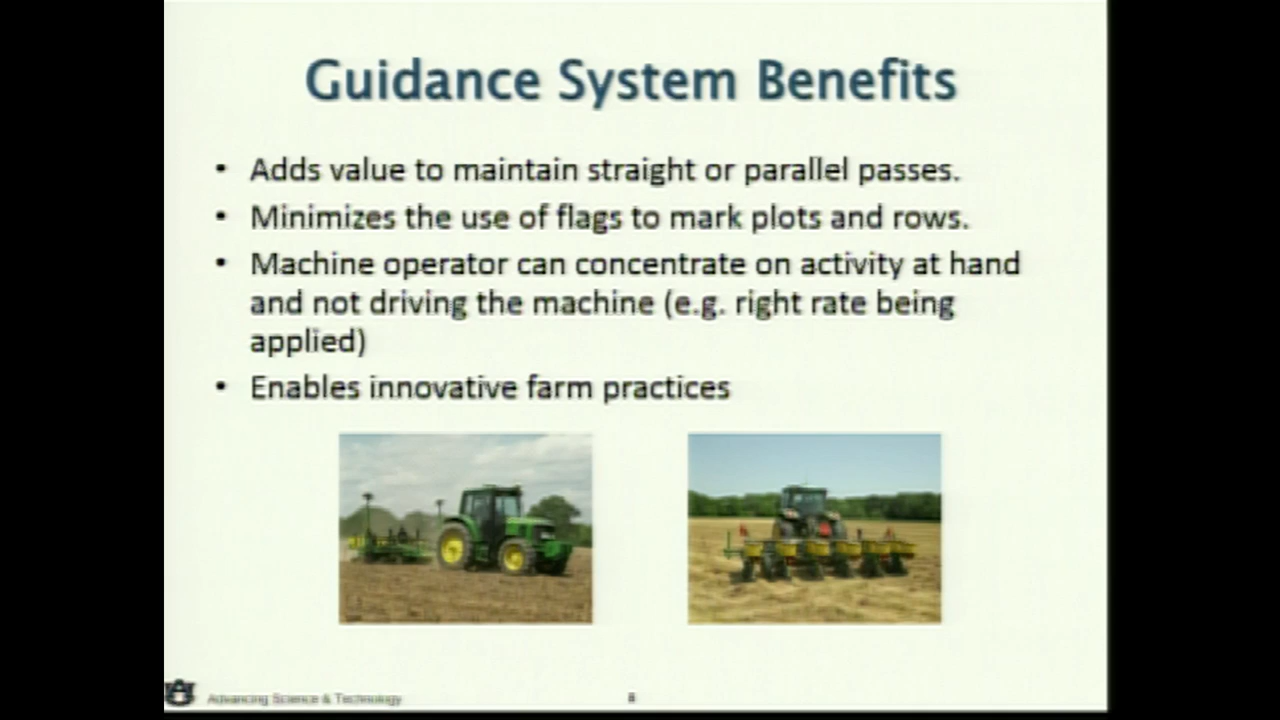 Guidance System Benefits
• Adds value to maintain straight or parallel passes.
• Minimizes the use of flags to mark plots and rows.
• Machine operator can concentrate on activity at hand
and not driving the machine (e.g. right rate being
applied)
• Enables innovative farm practices
Advancing Science & Technology
8